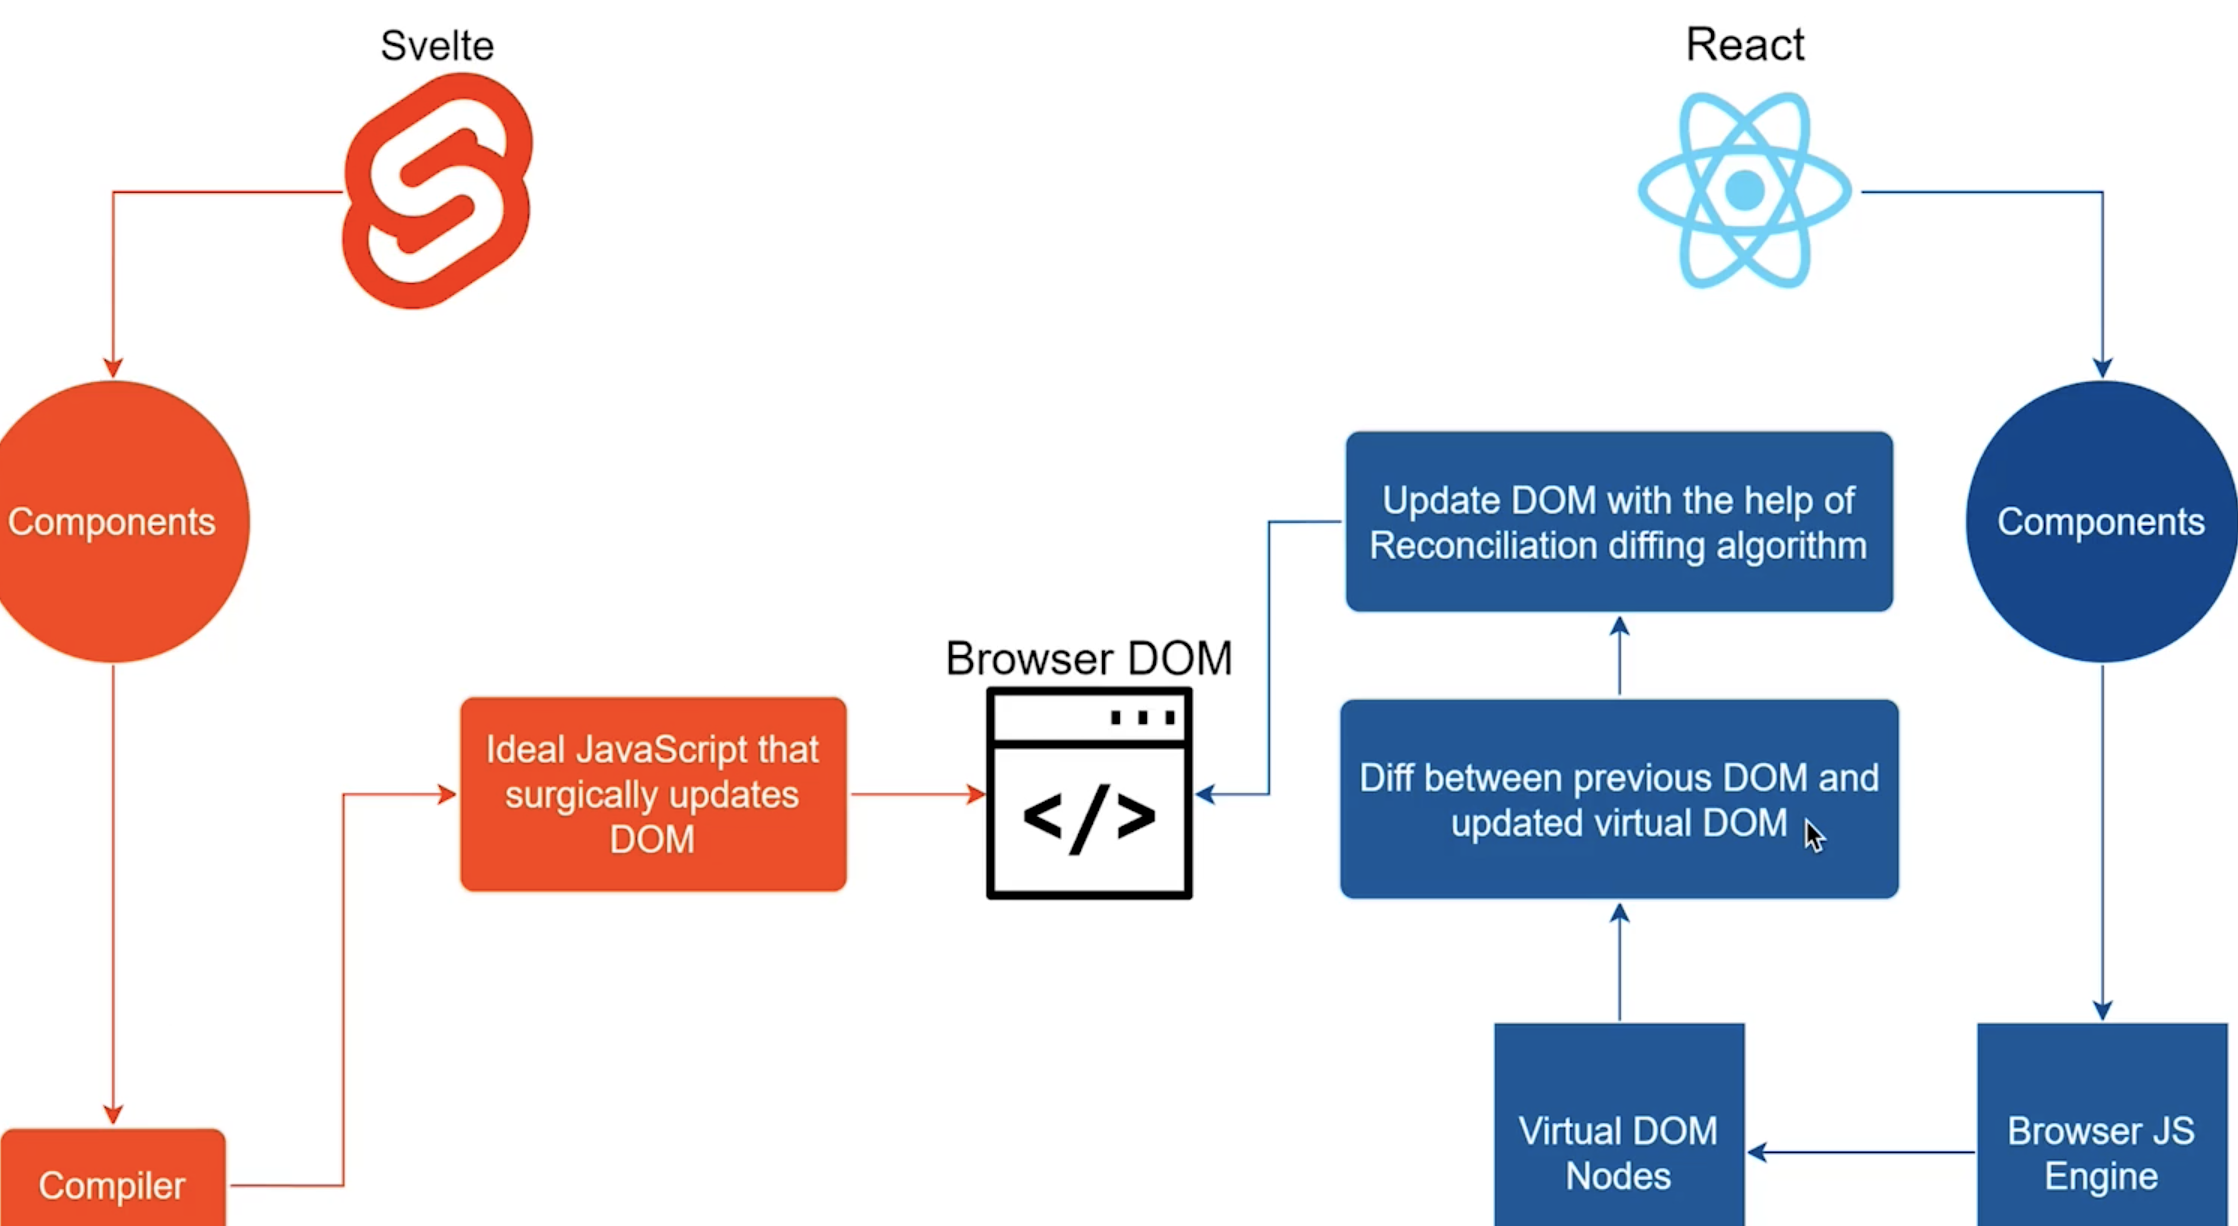 Svelte
React
Components
Update DOM with the help of
Reconciliation diffing algorithm
Components
Browser DOM
</>
Ideal JavaScript that
surgically updates
DOM
Diff between previous DOM and
updated virtual DOM
Compiler
Virtual DOM
Nodes
Browser JS
Engine